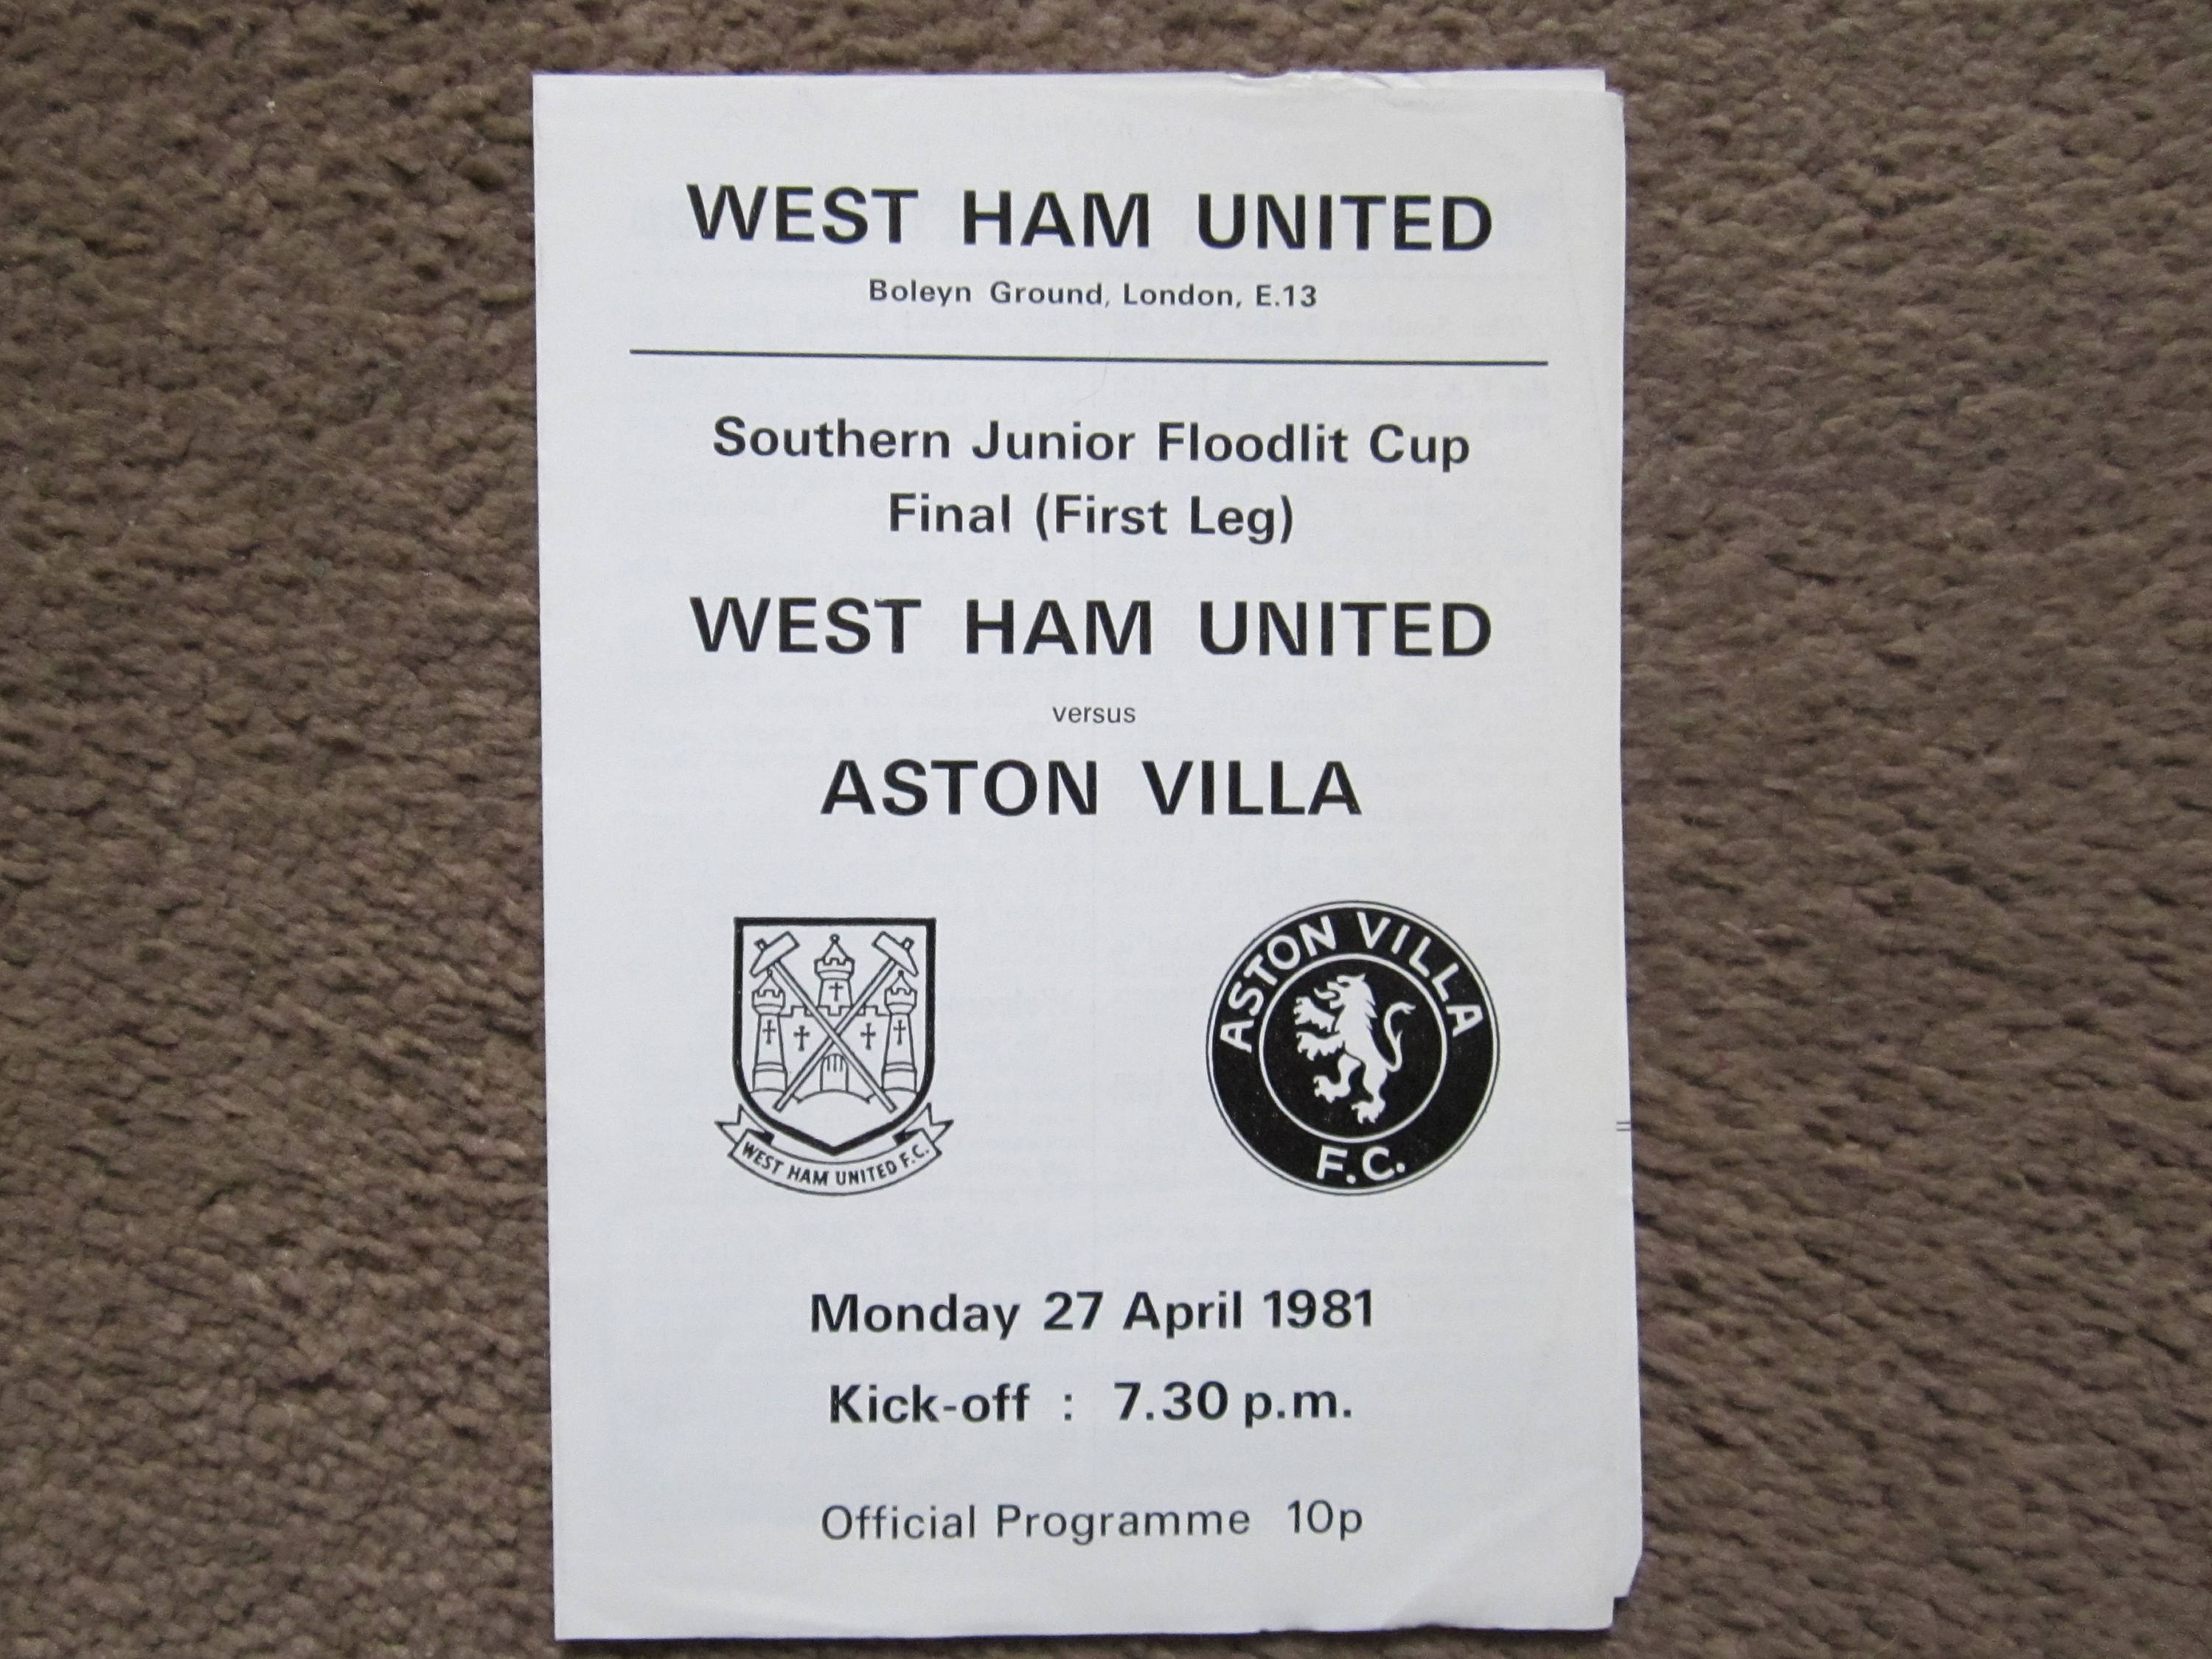 WEST HAM UNITED
Boleyn Ground, London, E.13
Southern Junior Floodlit Cup
Final (First Leg)
WEST HAM UNITED
versus
ASTON VILLA
WEST HAM UNITED F.C.
ASTON VILLA
F.C.
Monday 27 April 1981
Kick-off : 7.30 p.m.
Official Programme 10p